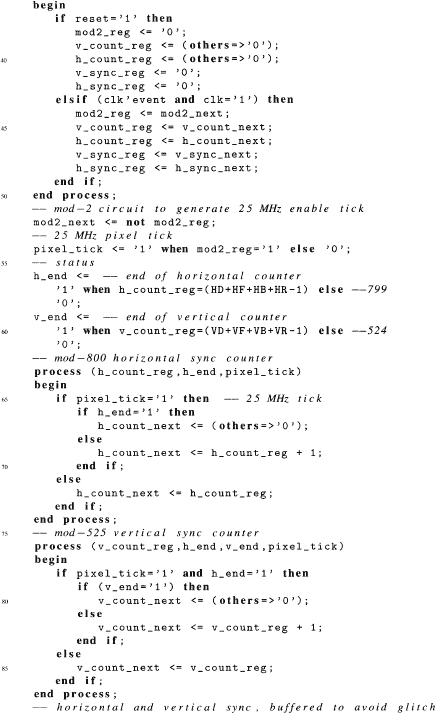 begin
if reset='1' then
mod2_reg <= '0';
v_count_reg <= (others=>'0');
40 h_count_reg <= (others=>'0');
v_sync_reg <= '0';
h_sync_reg <= '0';
elsif (clk'event and clk='1') then
mod2_reg <= mod2_next;
45 v_count_reg <= v_count_next;
h_count_reg <= h_count_next;
v_sync_reg <= v_sync_next;
h_sync_reg <= h_sync_next;
end if;
50 end process;
-- mod-2 circuit to generate 25 MHz enable tick
mod2_next <= not mod2_reg;
-- 25 MHz pixel tick
pixel_tick <= '1' when mod2_reg='1' else '0';
55 -- status
h_end <= -- end of horizontal counter
'1' when h_count_reg=(HD+HF+HB+HR-1) else --799
'0';
v_end <= -- end of vertical counter
60 '1' when v_count_reg=(VD+VF+VB+VR-1) else --524
'0';
-- mod-800 horizontal sync counter
process (h_count_reg,h_end,pixel_tick)
begin
65 if pixel_tick='1' then -- 25 MHz tick
if h_end='1' then
h_count_next <= (others=>'0');
else
h_count_next <= h_count_reg + 1;
70 end if;
else
h_count_next <= h_count_reg;
end if;
end process;
75 -- mod-525 vertical sync counter
process (v_count_reg,h_end,v_end,pixel_tick)
begin
if pixel_tick='1' and h_end='1' then
if (v_end='1') then
80 v_count_next <= (others=>'0');
else
v_count_next <= v_count_reg + 1;
end if;
else
85 v_count_next <= v_count_reg;
end if;
end process;
-- horizontal and vertical sync, buffered to avoid glitch